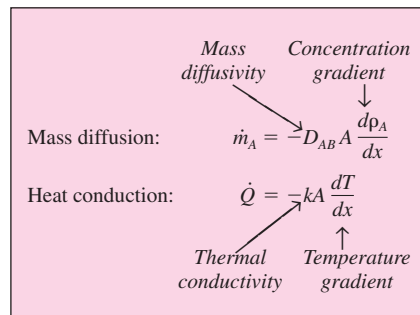 Mass diffusivity
Concentration gradient
Mass diffusion: ṁ_A = −D_AB A dρ_A/dx
Heat conduction: Q̇ = −kA dT/dx
Thermal conductivity
Temperature gradient